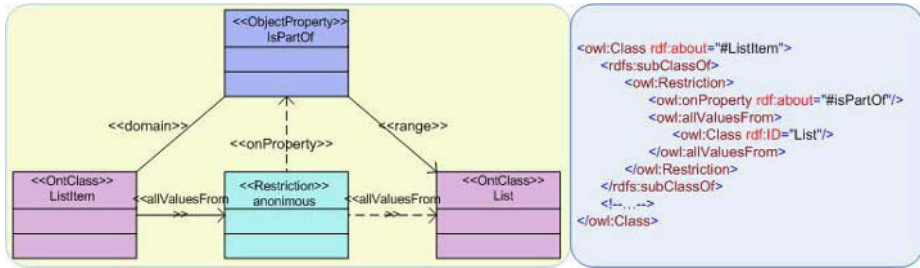 <<ObjectProperty>>
IsPartOf
<<domain>>
<<range>>
<<onProperty>>
<<OntClass>>
ListItem
<<allValuesFrom
>>
<<Restriction>>
anonimous
<<allValuesFrom
>>
<<OntClass>>
List
<owl:Class rdf:about="#ListItem">
<rdfs:subClassOf>
<owl:Restriction>
<owl:onProperty rdf:about="#isPartOf"/>
<owl:allValuesFrom>
<owl:Class rdf:ID="List"/>
</owl:allValuesFrom>
</owl:Restriction>
</rdfs:subClassOf>
<!--...-->
</owl:Class>